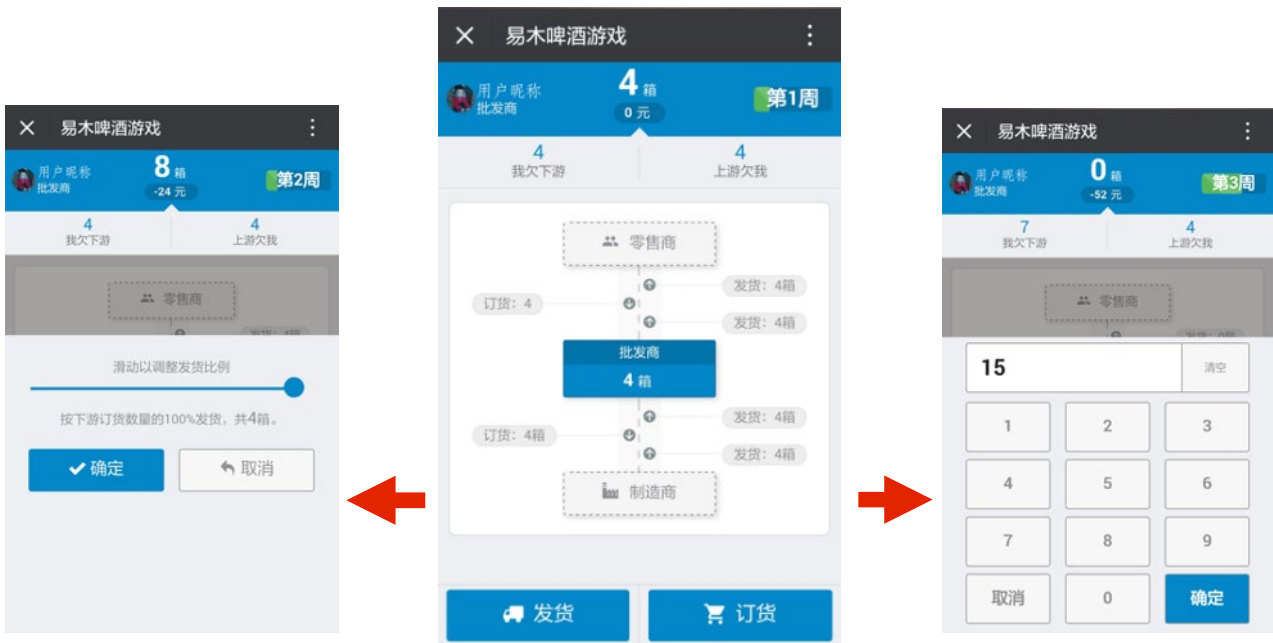 易木啤酒游戏
用户昵称
批发商
8 箱
-24 元
第2周
4
我欠下游
4
上游欠我
零售商
发货: 4箱
滑动以调整发货比例
按下游订货数量的100%发货，共4箱。
确定
取消
易木啤酒游戏
用户昵称
批发商
4 箱
0 元
第1周
4
我欠下游
4
上游欠我
零售商
发货: 4箱
订货: 4
发货: 4箱
批发商
4 箱
发货: 4箱
订货: 4箱
发货: 4箱
制造商
发货
订货
易木啤酒游戏
用户昵称
批发商
0 箱
-52 元
第3周
7
我欠下游
4
上游欠我
零售商
发货: 0箱
15
清空
1
2
3
4
5
6
7
8
9
取消
0
确定